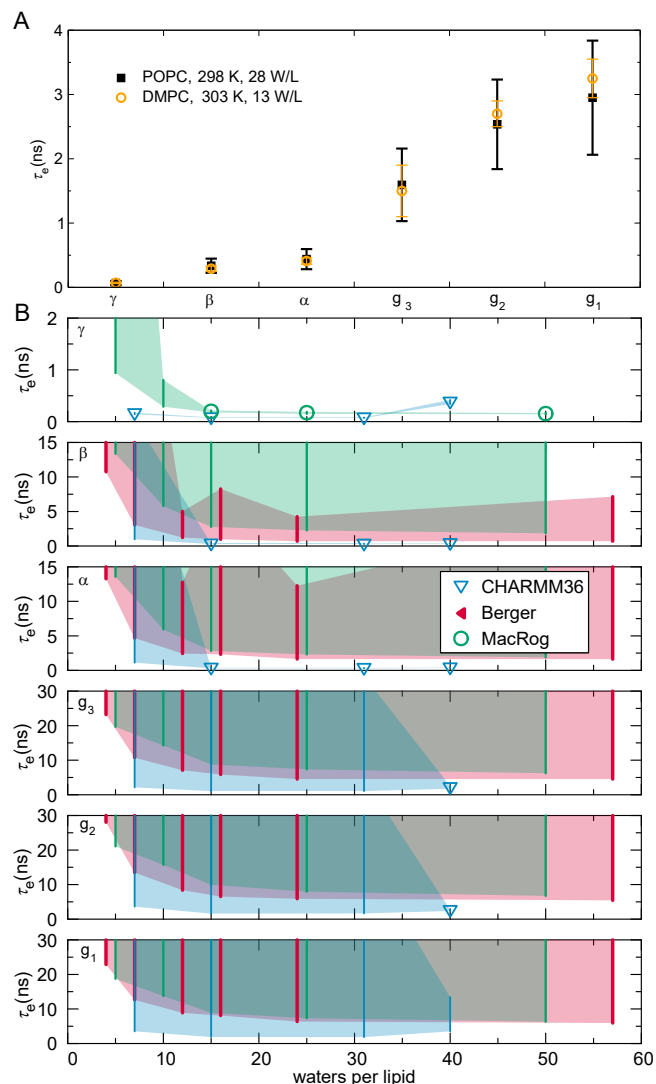 A
4
3
2
1
0
τe(ns)
POPC, 298 K, 28 W/L
DMPC, 303 K, 13 W/L
γ β α g3 g2 g1
B
γ
2
1
0
τe(ns)
β
15
10
5
0
τe(ns)
α
15
10
5
0
τe(ns)
CHARMM36
Berger
MacRog
g3
30
20
10
0
τe(ns)
g2
30
20
10
0
τe(ns)
g1
30
20
10
0
τe(ns)
0 10 20 30 40 50 60
waters per lipid